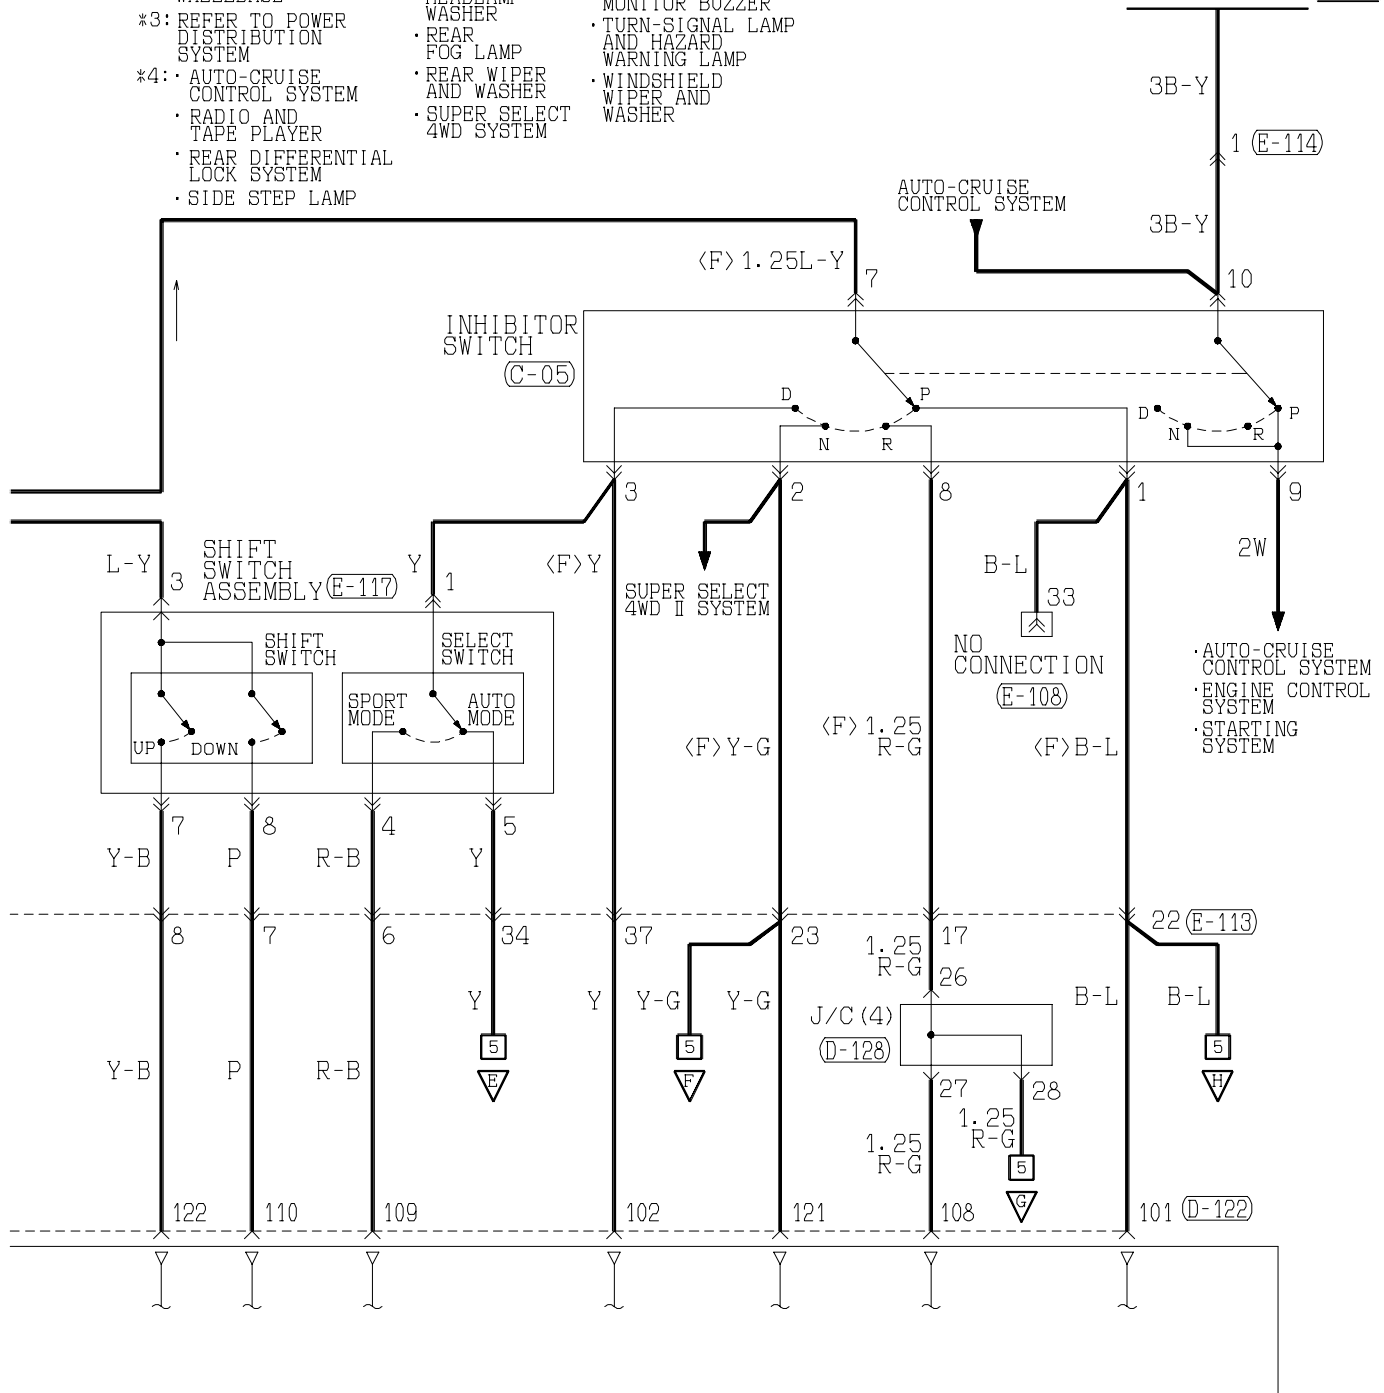 *3: REFER TO POWER
DISTRIBUTION
SYSTEM
*4: · AUTO-CRUISE
CONTROL SYSTEM
· RADIO AND
TAPE PLAYER
· REAR DIFFERENTIAL
LOCK SYSTEM
· SIDE STEP LAMP
WASHER
· REAR
FOG LAMP
· REAR WIPER
AND WASHER
· SUPER SELECT
4WD SYSTEM
MONITOR BUZZER
· TURN-SIGNAL LAMP
AND HAZARD
WARNING LAMP
· WINDSHIELD
WIPER AND
WASHER
3B-Y
1 (E-114)
AUTO-CRUISE
CONTROL SYSTEM
3B-Y
<F>1.25L-Y
7
10
INHIBITOR
SWITCH
(C-05)
D
P
N
R
D
P
N
R
3
2
8
1
9
L-Y
3
SHIFT
SWITCH
ASSEMBLY (E-117)
Y
1
<F>Y
SUPER SELECT
4WD II SYSTEM
B-L
33
NO
CONNECTION
(E-108)
2W
· AUTO-CRUISE
CONTROL SYSTEM
· ENGINE CONTROL
SYSTEM
· STARTING
SYSTEM
SHIFT
SWITCH
SELECT
SWITCH
UP
DOWN
SPORT
MODE
AUTO
MODE
<F>Y-G
<F>1.25
R-G
<F>B-L
7
8
4
5
Y-B
P
R-B
Y
8
7
6
34
37
23
17
22 (E-113)
1.25
R-G
26
Y
Y
Y-G
Y-G
B-L
B-L
J/C(4)
(D-128)
5
E
5
F
5
H
Y-B
P
R-B
27
28
1.25
R-G
1.25
R-G
5
G
122
110
109
102
121
108
101 (D-122)